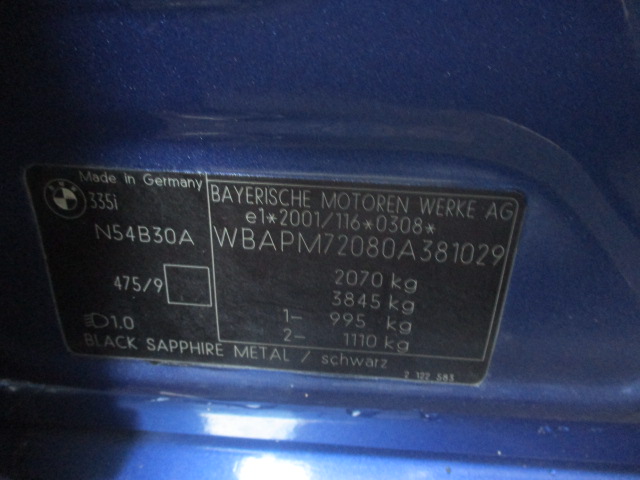 Made in Germany
BMW
335i
N54B30A
475/9
1.0
BLACK SAPPHIRE METAL / schwarz
BAYERISCHE MOTOREN WERKE AG
e1*2001/116*0308*
WBAPM72080A381029
2070 kg
3845 kg
1- 995 kg
2- 1110 kg
2 122 583